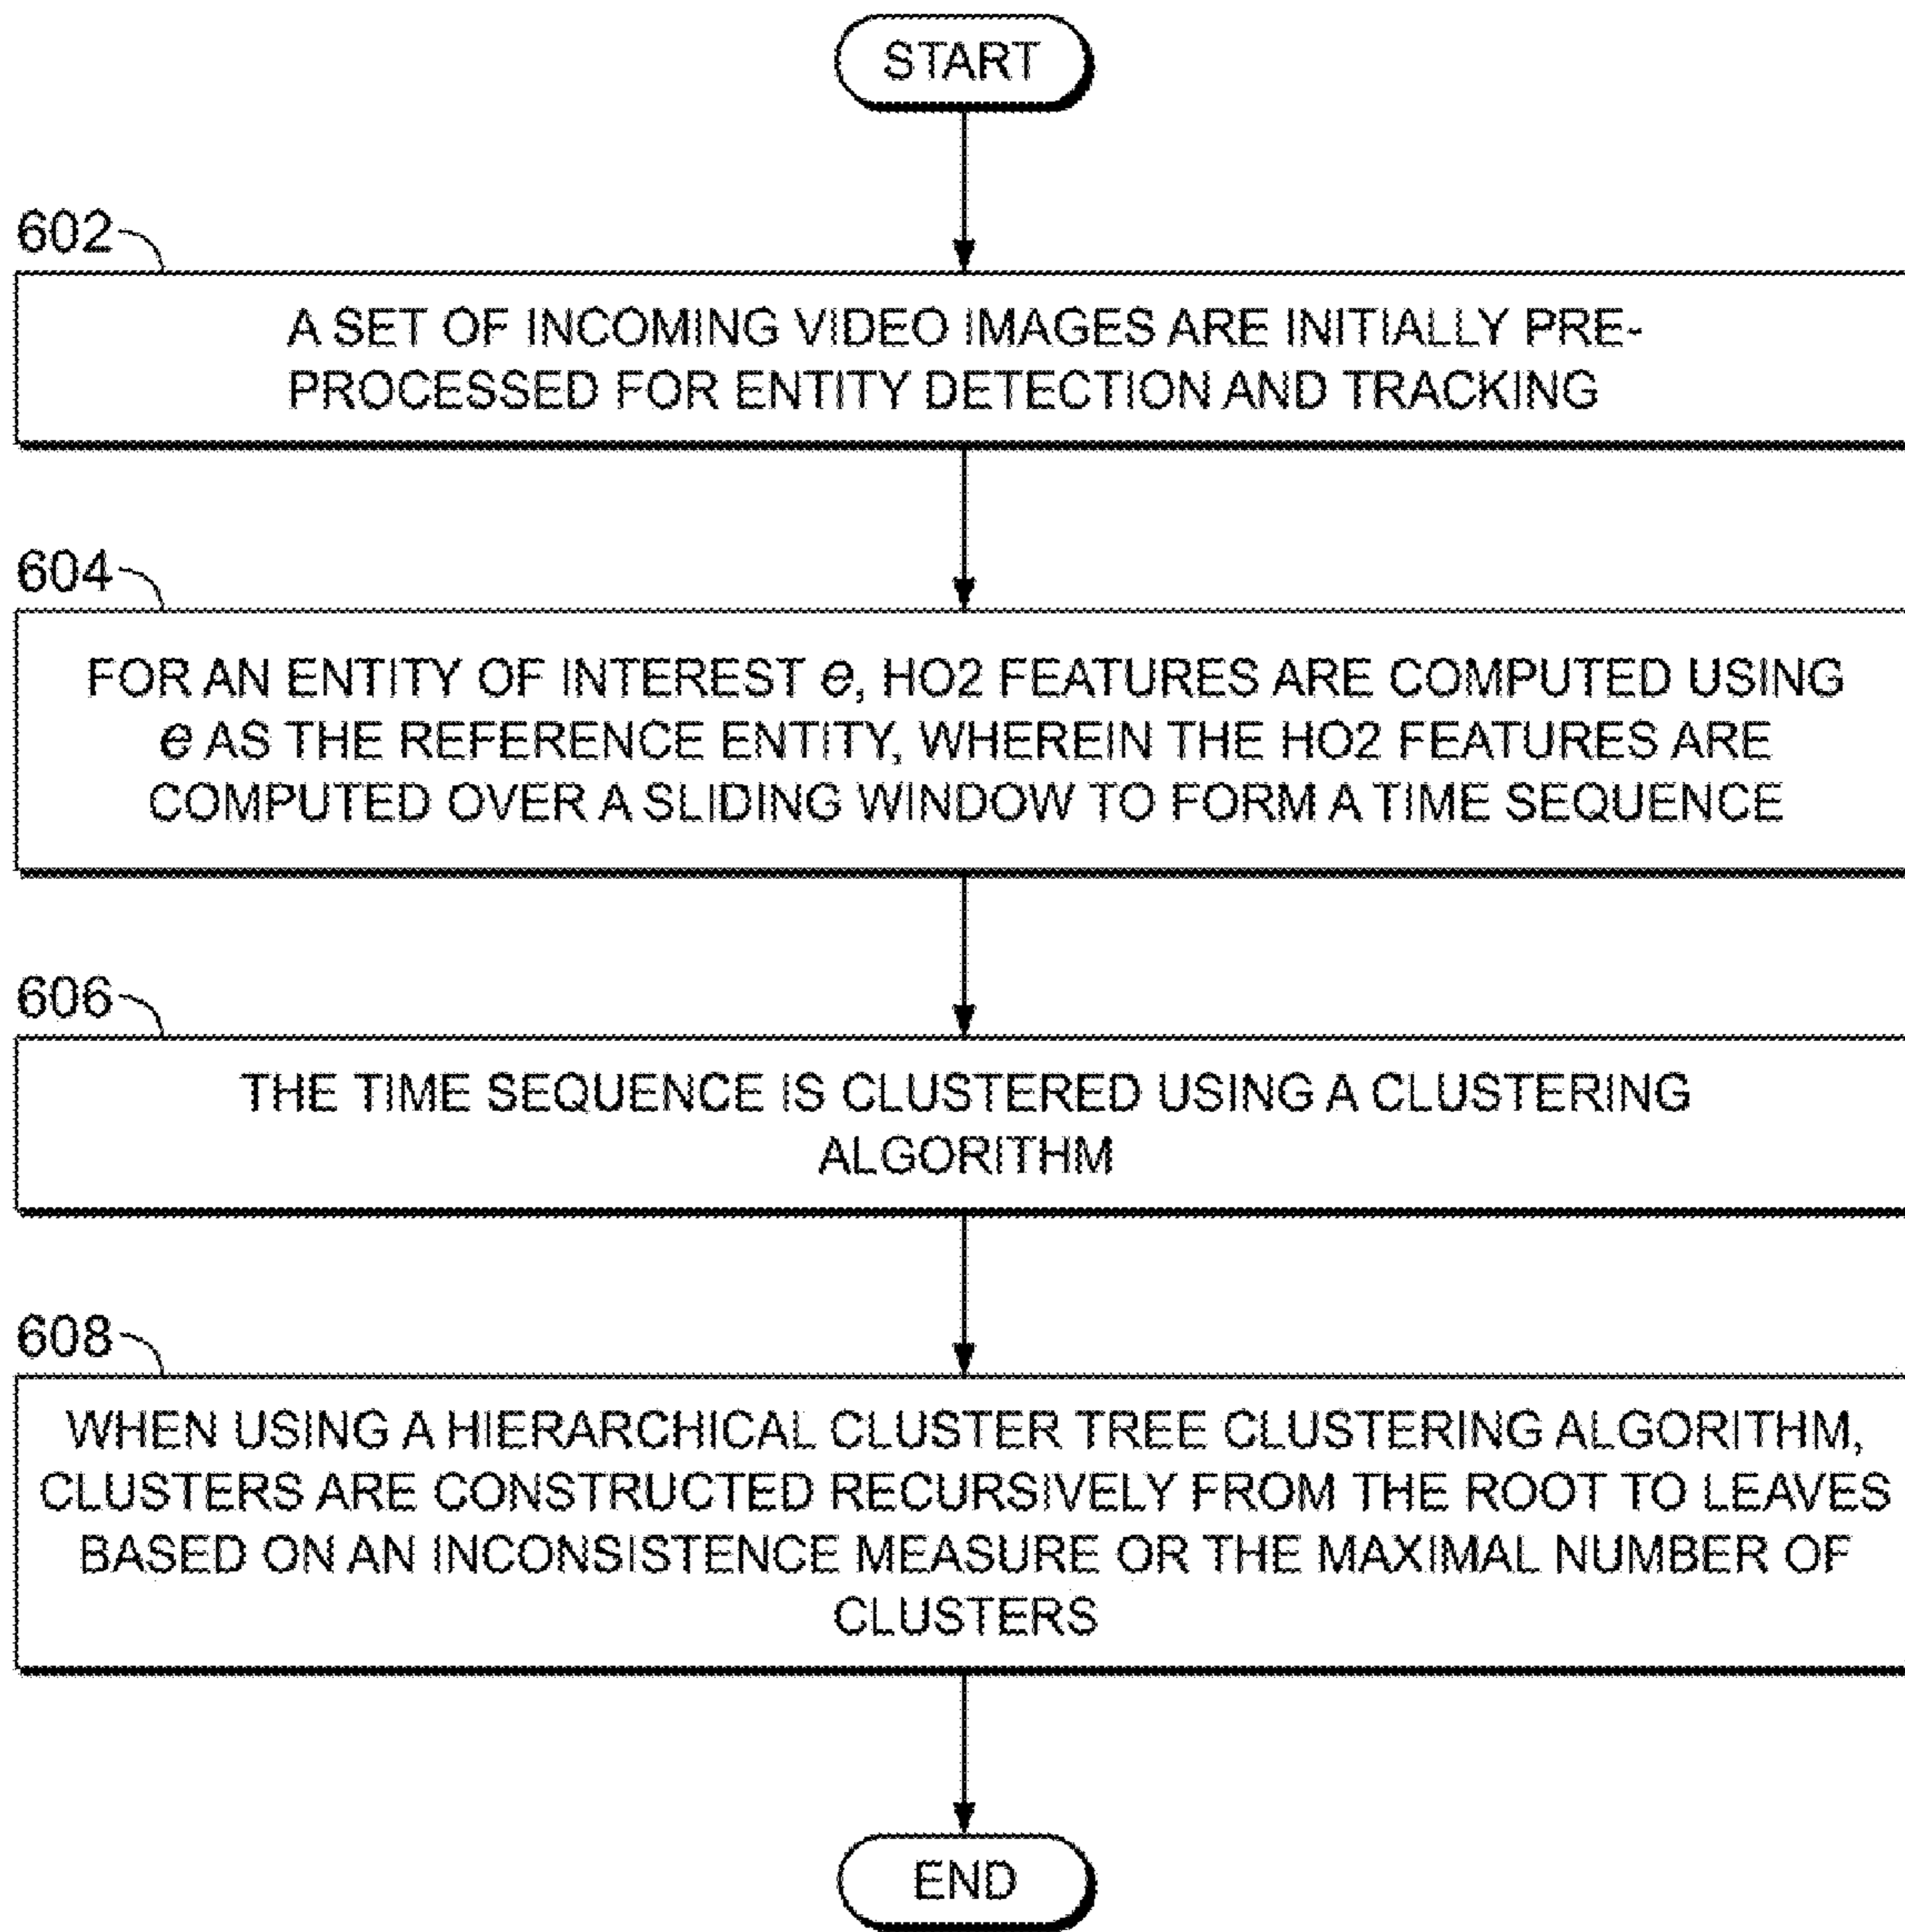 START
602
A SET OF INCOMING VIDEO IMAGES ARE INITIALLY PRE-
PROCESSED FOR ENTITY DETECTION AND TRACKING
604
FOR AN ENTITY OF INTEREST e, HO2 FEATURES ARE COMPUTED USING
e AS THE REFERENCE ENTITY, WHEREIN THE HO2 FEATURES ARE
COMPUTED OVER A SLIDING WINDOW TO FORM A TIME SEQUENCE
606
THE TIME SEQUENCE IS CLUSTERED USING A CLUSTERING
ALGORITHM
608
WHEN USING A HIERARCHICAL CLUSTER TREE CLUSTERING ALGORITHM,
CLUSTERS ARE CONSTRUCTED RECURSIVELY FROM THE ROOT TO LEAVES
BASED ON AN INCONSISTENCE MEASURE OR THE MAXIMAL NUMBER OF
CLUSTERS
END